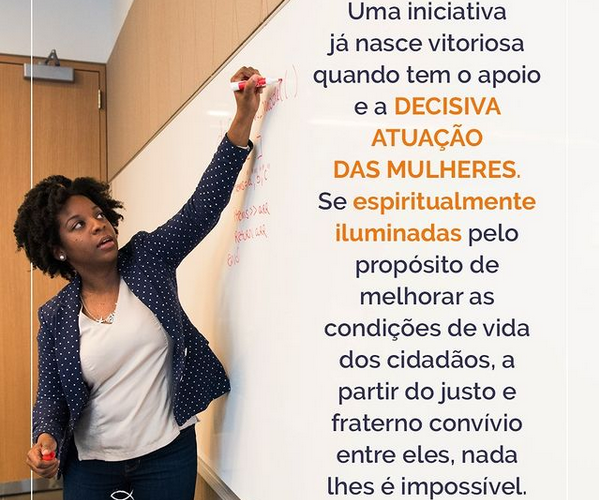 Uma iniciativa
já nasce vitoriosa
quando tem o apoio
e a DECISIVA
ATUAÇÃO
DAS MULHERES.
Se espiritualmente
iluminadas pelo
propósito de
melhorar as
condições de vida
dos cidadãos, a
partir do justo e
fraterno convívio
entre eles, nada
lhes é impossível.